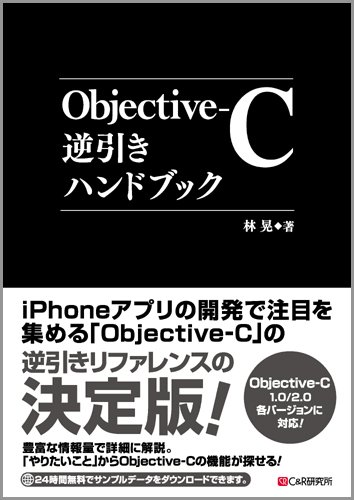 Objective-C
逆引き
ハンドブック
林 晃◆著
iPhoneアプリの開発で注目を
集める「Objective-C」の
逆引きリファレンスの
決定版!
Objective-C
1.0/2.0
各バージョンに
対応!
豊富な情報量で詳細に解説。
「やりたいこと」からObjective-Cの機能が探せる!
24時間無料でサンプルデータをダウンロードできます。
C&R研究所